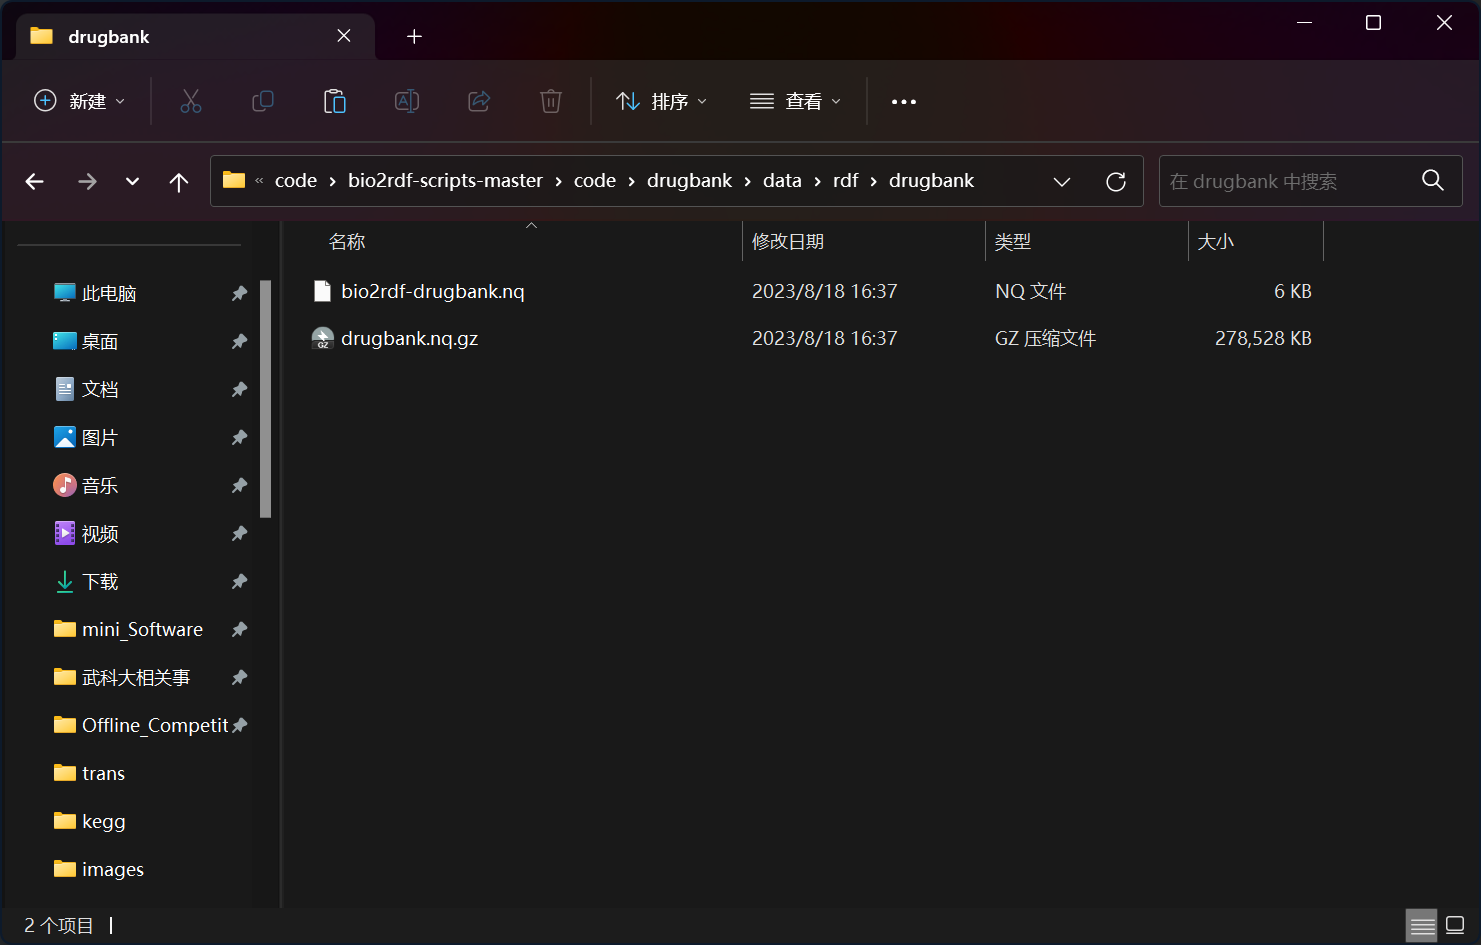 drugbank
新建
排序
查看
« code › bio2rdf-scripts-master › code › drugbank › data › rdf › drugbank
在 drugbank 中搜索
名称 修改日期 类型 大小
bio2rdf-drugbank.nq 2023/8/18 16:37 NQ 文件 6 KB
drugbank.nq.gz 2023/8/18 16:37 GZ 压缩文件 278,528 KB
此电脑
桌面
文档
图片
音乐
视频
下载
mini_Software
武科大相关事
Offline_Competit
trans
kegg
images
2 个项目